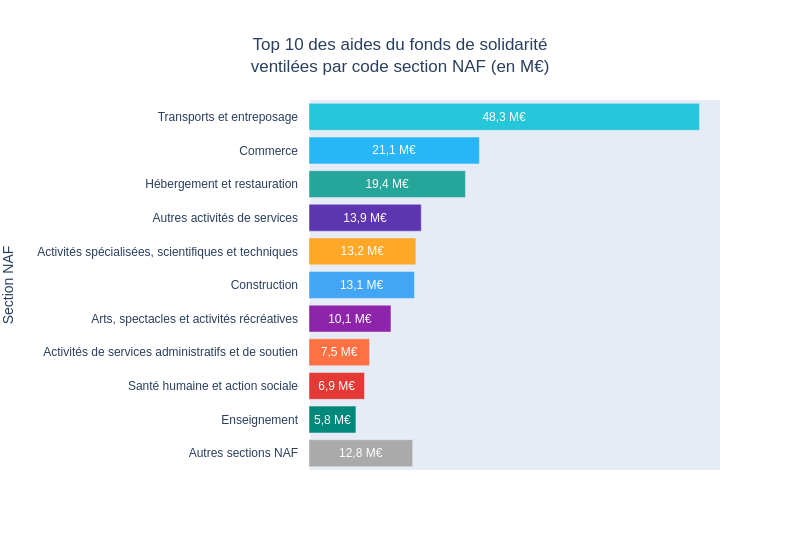 Top 10 des aides du fonds de solidarité
ventilées par code section NAF (en M€)
Section NAF
Transports et entreposage 48,3 M€
Commerce 21,1 M€
Hébergement et restauration 19,4 M€
Autres activités de services 13,9 M€
Activités spécialisées, scientifiques et techniques 13,2 M€
Construction 13,1 M€
Arts, spectacles et activités récréatives 10,1 M€
Activités de services administratifs et de soutien 7,5 M€
Santé humaine et action sociale 6,9 M€
Enseignement 5,8 M€
Autres sections NAF 12,8 M€